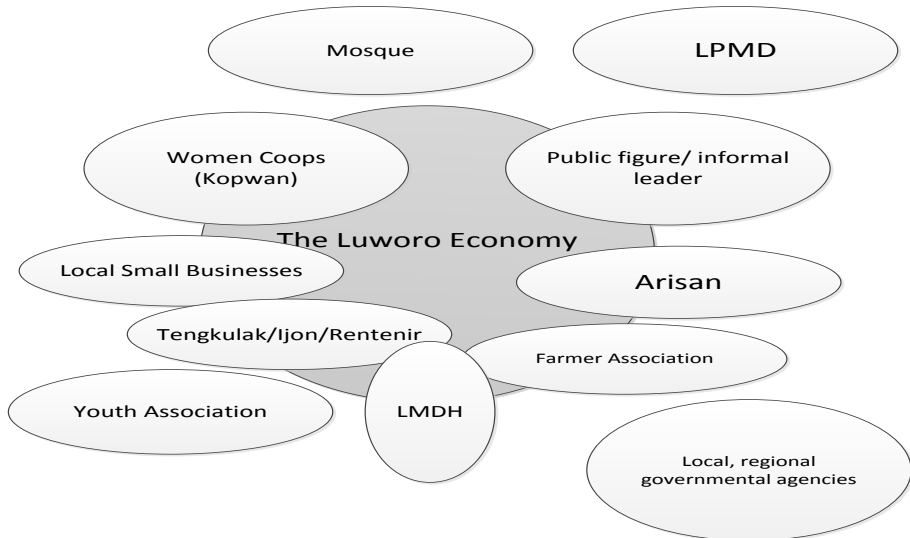 Mosque
LPMD
Women Coops
(Kopwan)
Public figure/ informal
leader
The Luworo Economy
Local Small Businesses
Arisan
Tengkulak/Ijon/Rentenir
Farmer Association
Youth Association
LMDH
Local, regional
governmental agencies